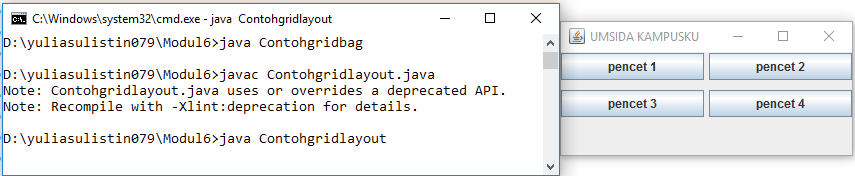 C:\Windows\system32\cmd.exe - java  Contohgridlayout
D:\yuliasulistin079\Modul6>java Contohgridbag
D:\yuliasulistin079\Modul6>javac Contohgridlayout.java
Note: Contohgridlayout.java uses or overrides a deprecated API.
Note: Recompile with -Xlint:deprecation for details.
D:\yuliasulistin079\Modul6>java Contohgridlayout
UMSIDA KAMPUSKU
pencet 1 pencet 2
pencet 3 pencet 4